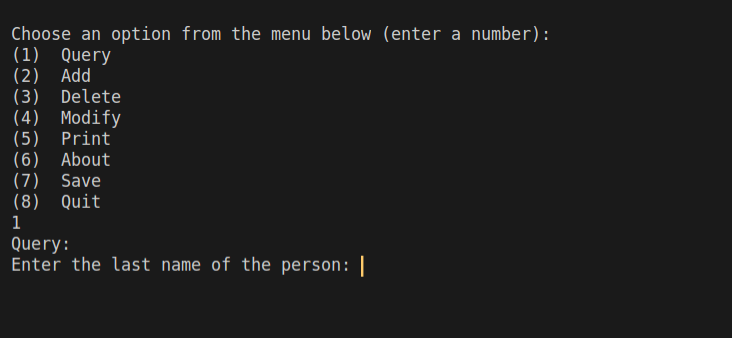 Choose an option from the menu below (enter a number):
(1)  Query
(2)  Add
(3)  Delete
(4)  Modify
(5)  Print
(6)  About
(7)  Save
(8)  Quit
1
Query:
Enter the last name of the person: